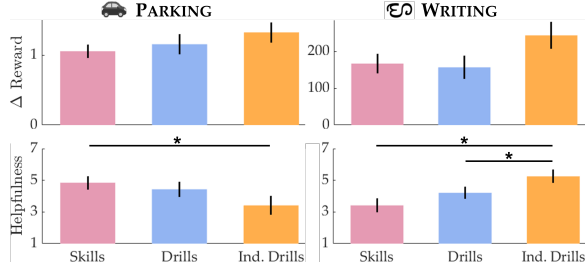 PARKING
WRITING
Δ Reward
1
0
200
100
0
*
*
*
Helpfulness
7
5
3
1
7
5
3
1
Skills Drills Ind. Drills
Skills Drills Ind. Drills